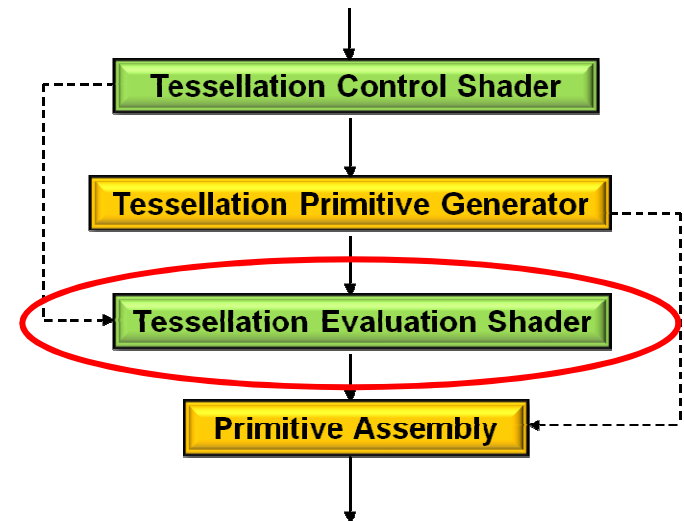 Tessellation Control Shader
Tessellation Primitive Generator
Tessellation Evaluation Shader
Primitive Assembly